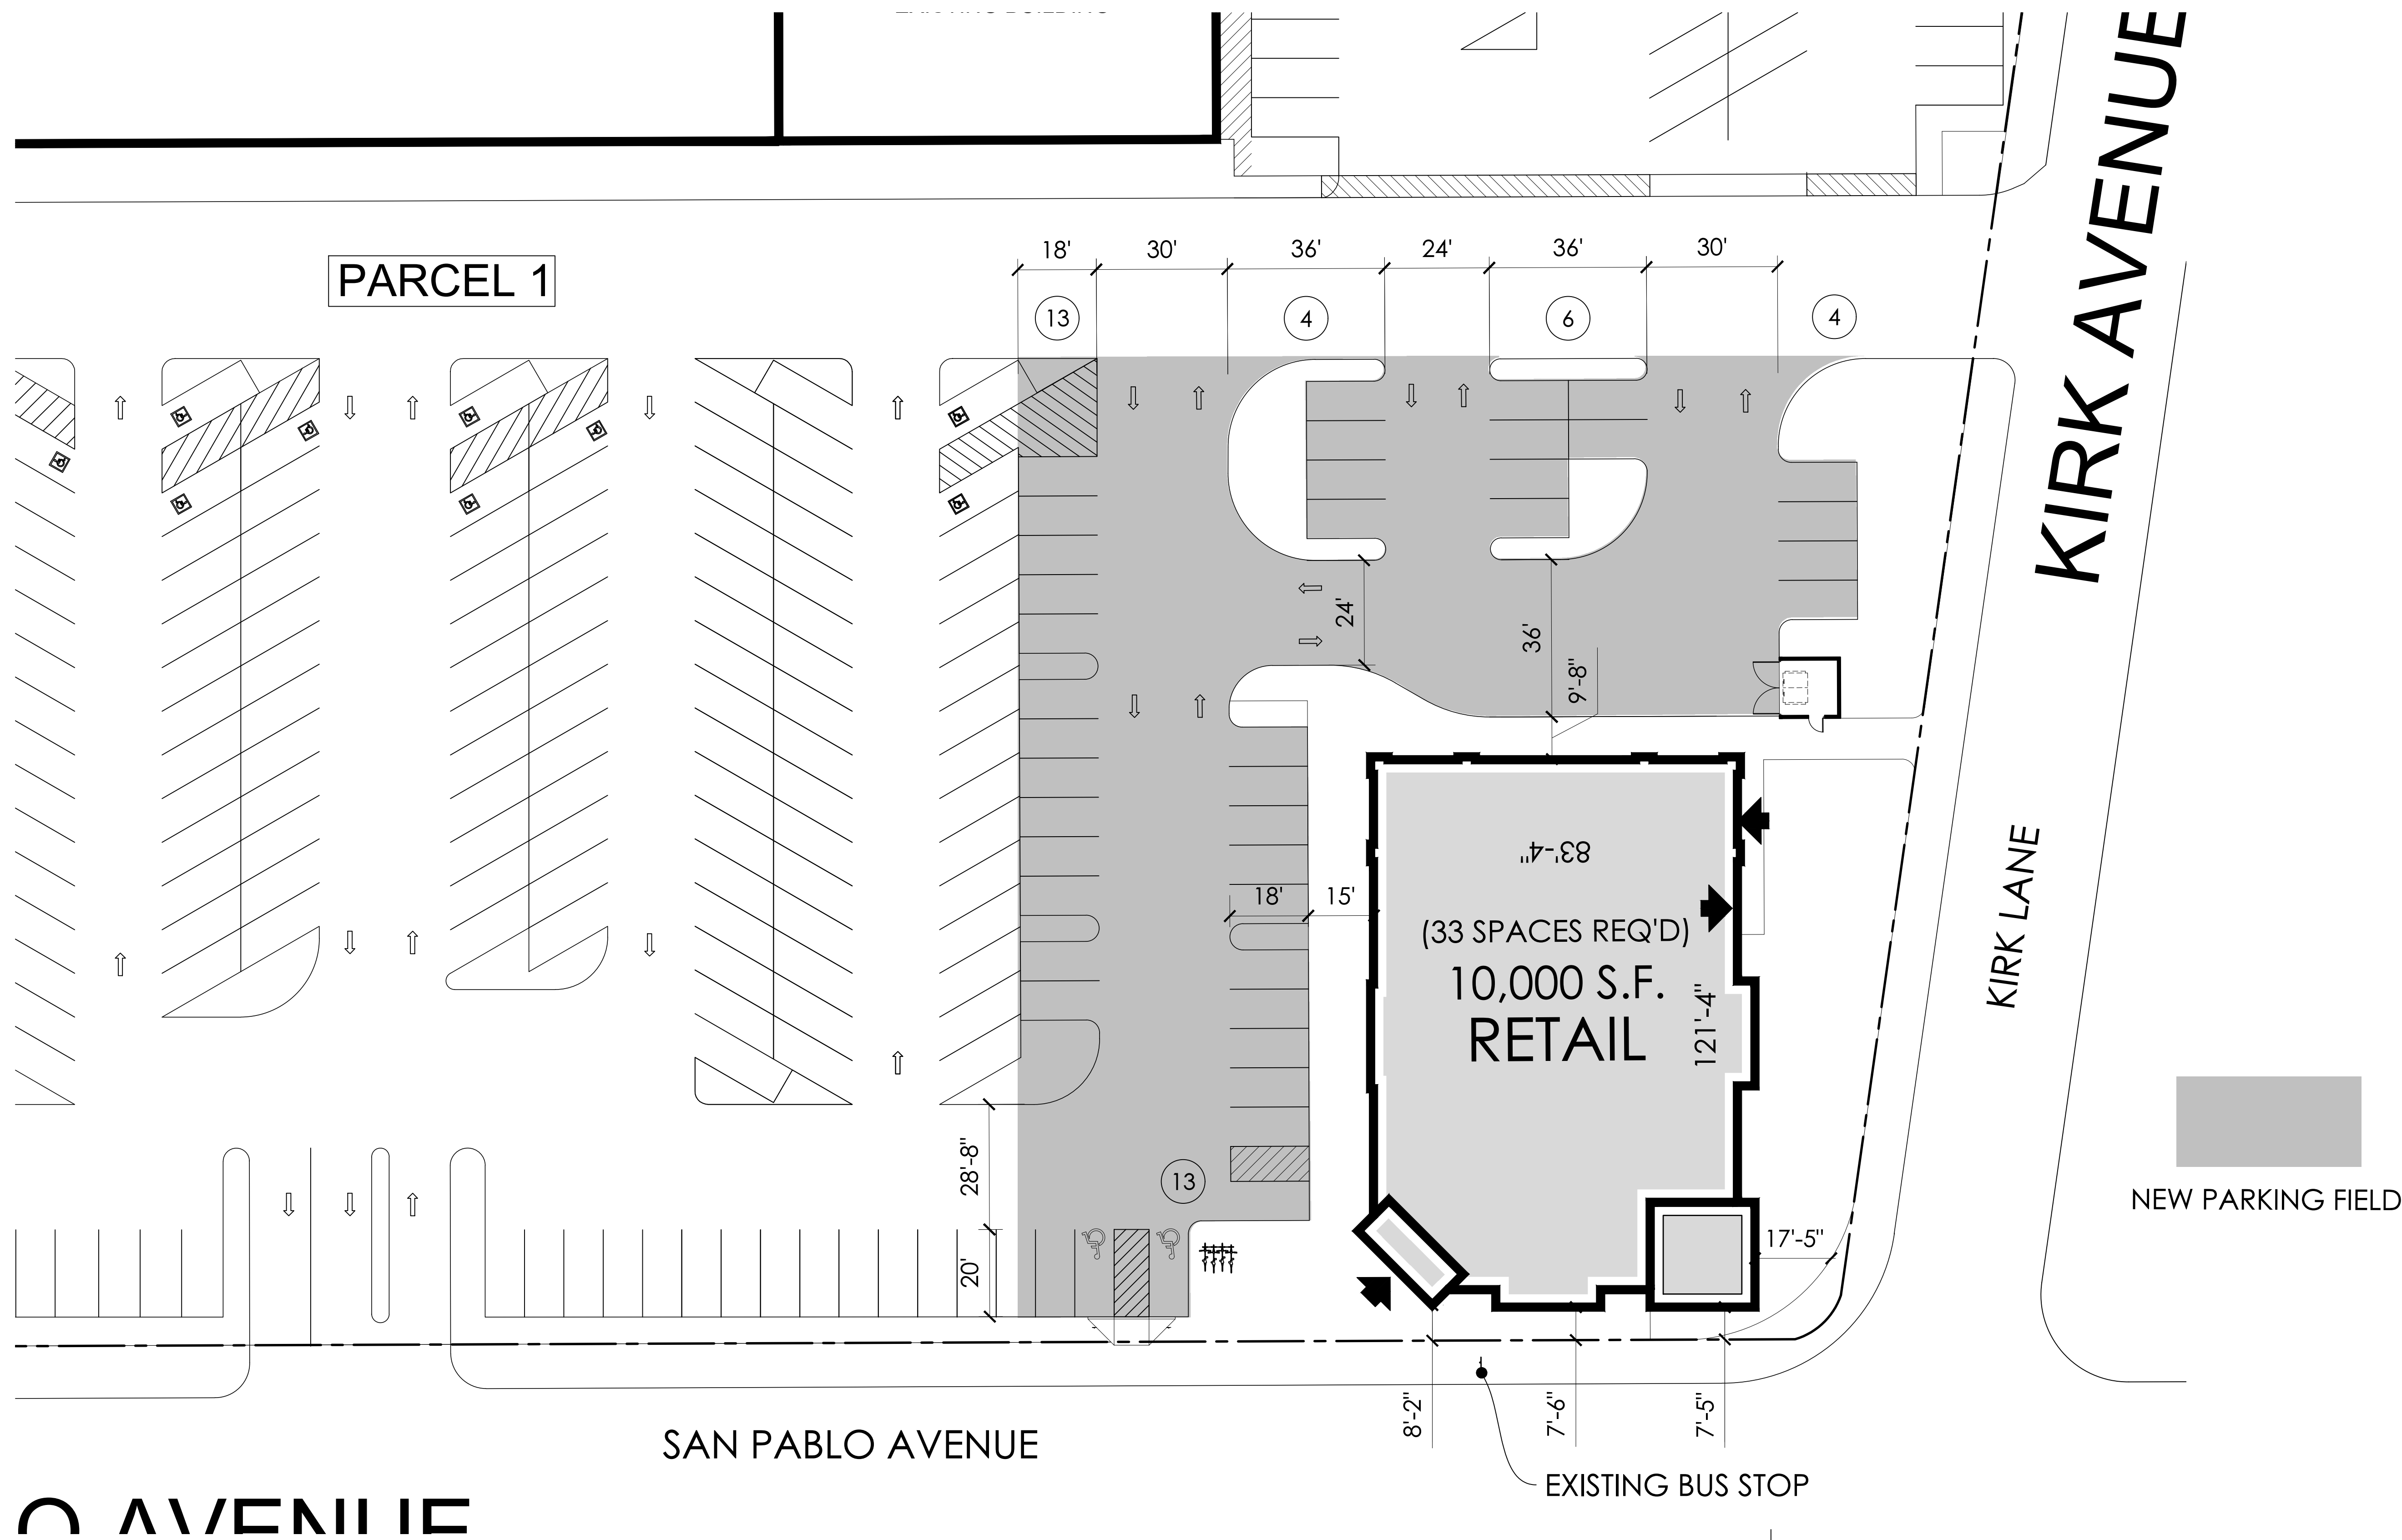 KIRK AVENUE
PARCEL 1
18'
30'
36'
24'
36'
30'
13
4
6
4
24'
36'
9'-8"
83'-4"
18'
15'
(33 SPACES REQ'D)
10,000 S.F.
RETAIL
121'-4"
KIRK LANE
28'-8"
13
20'
17'-5"
NEW PARKING FIELD
8'-2"
7'-6"
7'-5"
SAN PABLO AVENUE
EXISTING BUS STOP
O AVENUE